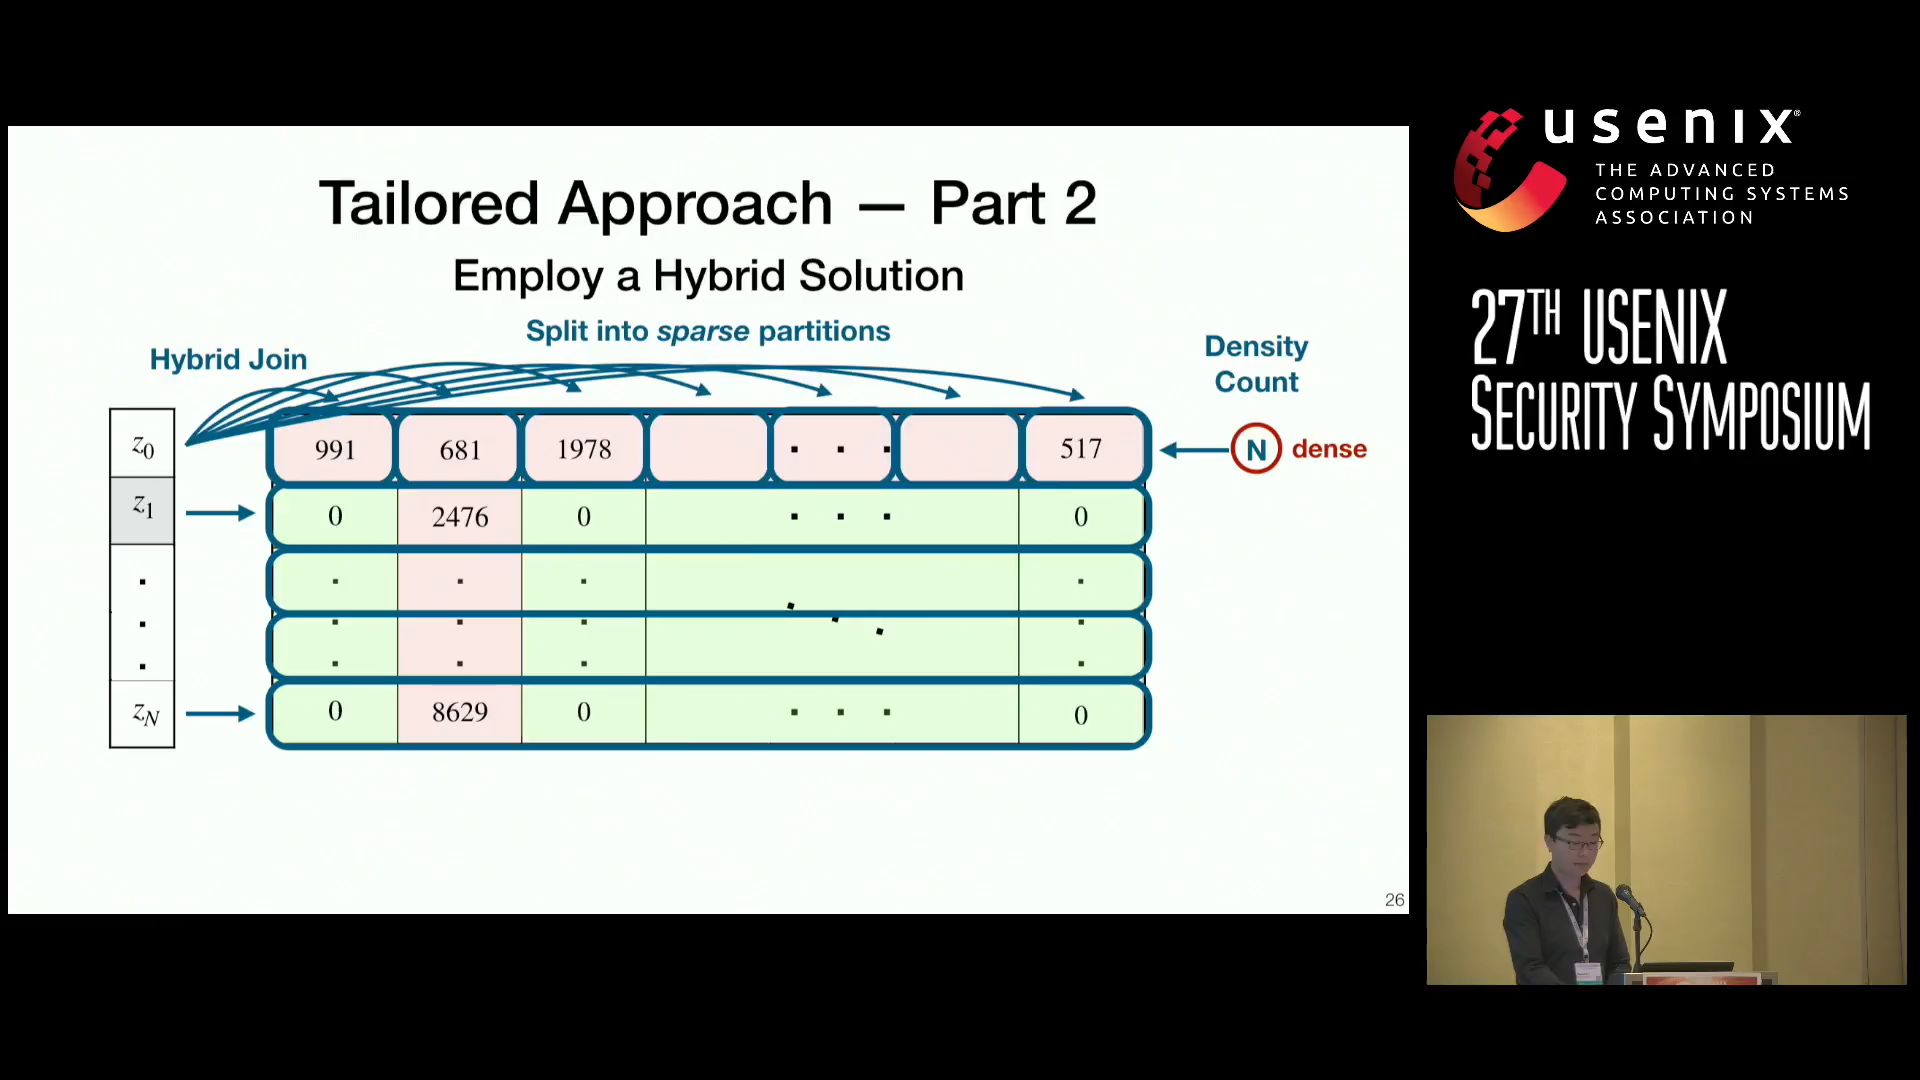 Tailored Approach — Part 2
Employ a Hybrid Solution
Split into sparse partitions
Hybrid Join
Density
Count
z0 991 681 1978 . . . 517 N dense
z1 0 2476 0 . . . 0
zN 0 8629 0 . . . 0
26
usenix®
THE ADVANCED
COMPUTING SYSTEMS
ASSOCIATION
27TH USENIX
SECURITY SYMPOSIUM